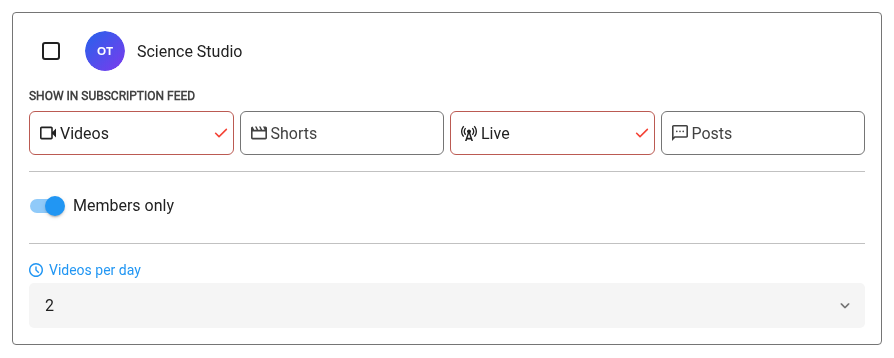 OT Science Studio
SHOW IN SUBSCRIPTION FEED
Videos Shorts Live Posts
Members only
Videos per day
2